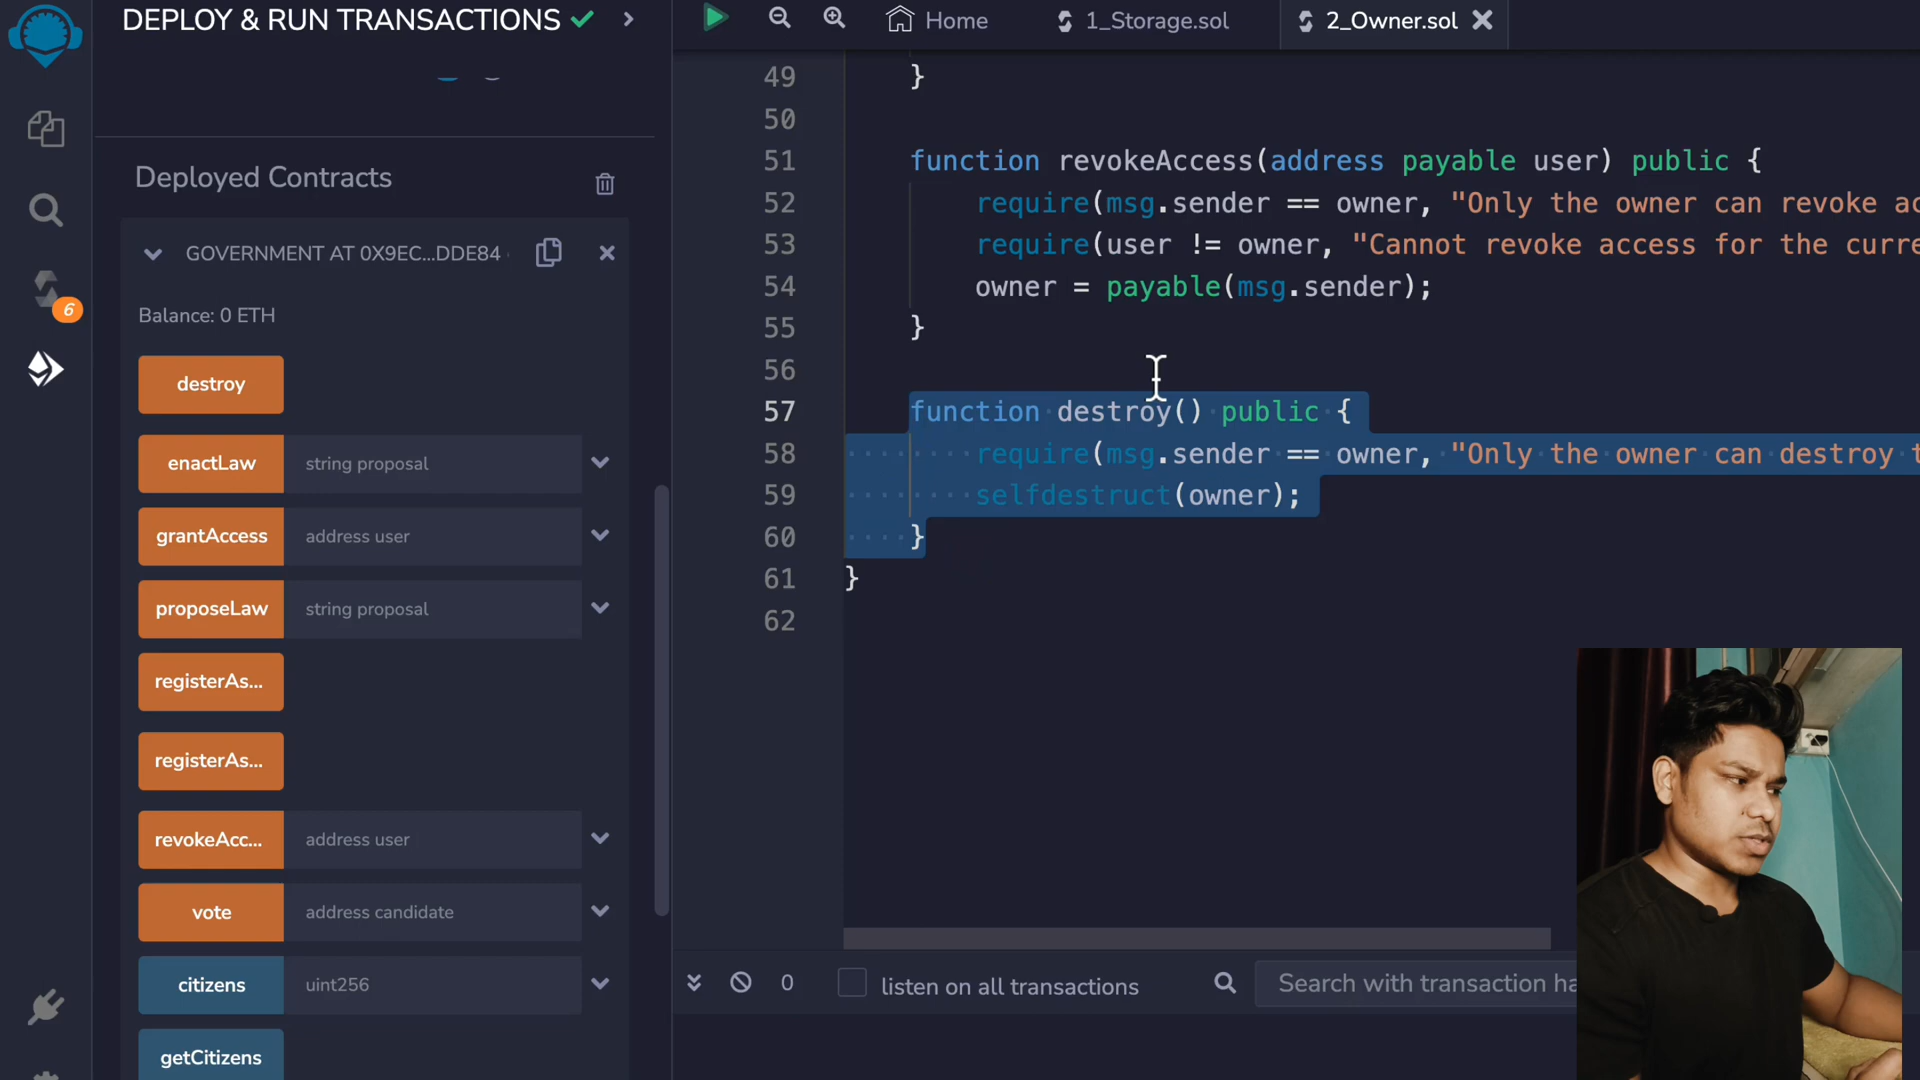 DEPLOY & RUN TRANSACTIONS
Home
1_Storage.sol
2_Owner.sol
Deployed Contracts
GOVERNMENT AT 0X9EC...DDE84
Balance: 0 ETH
destroy
enactLaw string proposal
grantAccess address user
proposeLaw string proposal
registerAs...
registerAs...
revokeAcc... address user
vote address candidate
citizens uint256
getCitizens
6
49 }
50
51 function revokeAccess(address payable user) public {
52 require(msg.sender == owner, "Only the owner can revoke ac
53 require(user != owner, "Cannot revoke access for the curre
54 owner = payable(msg.sender);
55 }
56
57 function destroy() public {
58 require(msg.sender == owner, "Only the owner can destroy t
59 selfdestruct(owner);
60 }
61 }
62
0
listen on all transactions
Search with transaction ha